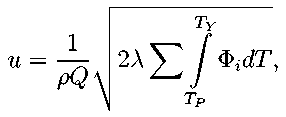 u = \frac{1}{\rho Q} \sqrt{2\lambda \sum \int_{T_P}^{T_Y} \Phi_i dT},